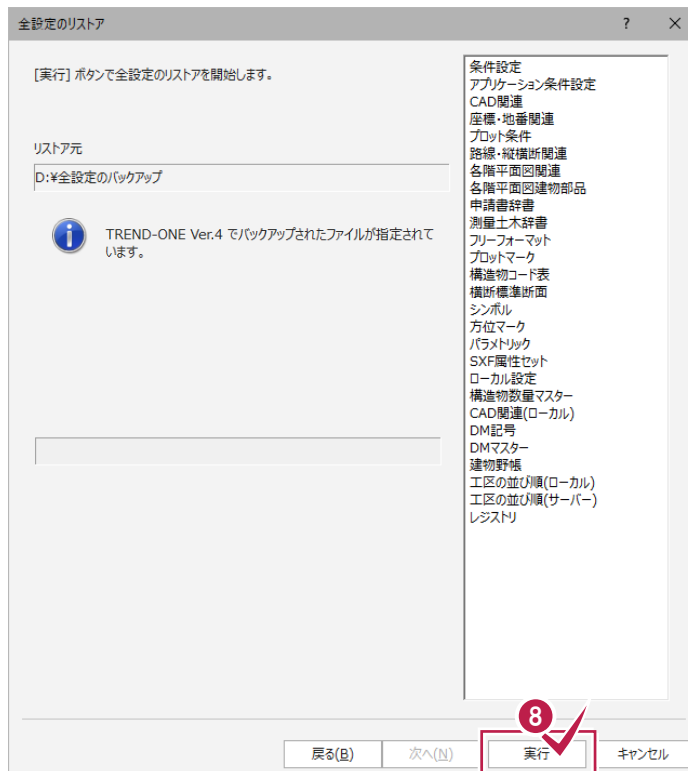 全設定のリストア
? ×
[実行] ボタンで全設定のリストアを開始します。
リストア元
D:¥全設定のバックアップ
TREND-ONE Ver.4 でバックアップされたファイルが指定されて
います。
条件設定
アプリケーション条件設定
CAD関連
座標・地番関連
プロット条件
路線・縦横断関連
各階平面図関連
各階平面図建物部品
申請書辞書
測量土木辞書
フリーフォーマット
プロットマーク
構造物コード表
横断標準断面
シンボル
方位マーク
パラメトリック
SXF属性セット
ローカル設定
構造物数量マスター
CAD関連(ローカル)
DM記号
DMマスター
建物野帳
工区の並び順(ローカル)
工区の並び順(サーバー)
レジストリ
8
戻る(B) 次へ(N) 実行 キャンセル